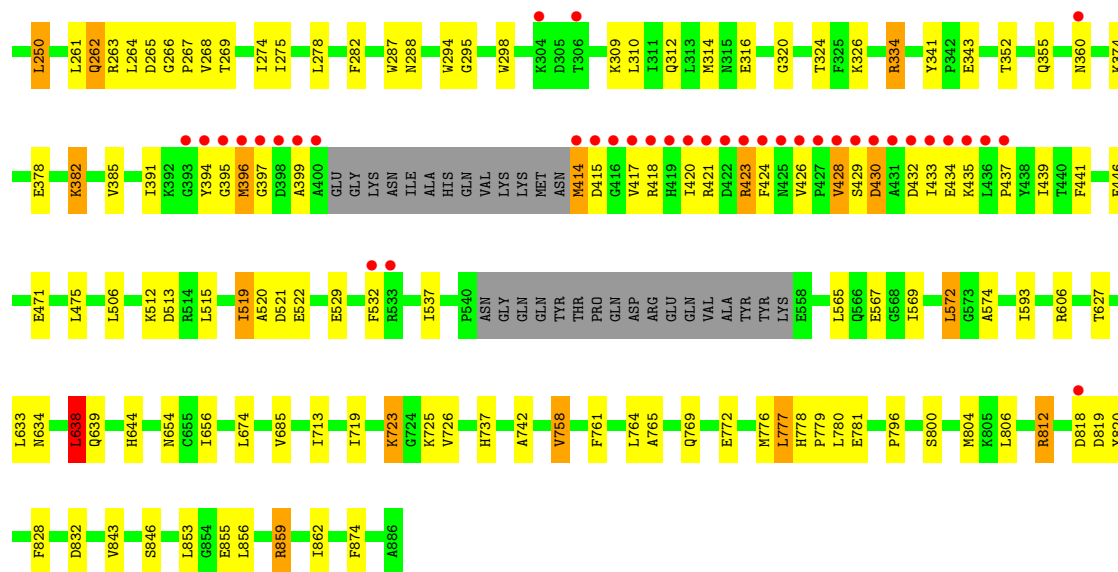 L250 L261 Q262 R263 L264 D265 G266 P267 V268 T269 I274 I275 L278 F282 W287 N288 W294 G295 W298 K304 D305 T306 K309 L310 I311 Q312 L313 M314 N315 E316 G320 T324 F325 K326 R334 Y341 P342 E343 T352 Q355 N360 K374
E378 K382 V385 I391 K392 G393 Y394 G395 M396 G397 D398 A399 A400 GLU GLY LYS ASN ILE ALA HIS GLN VAL LYS LYS MET ASN M414 D415 G416 V417 R418 H419 I420 R421 D422 R423 F424 N425 V426 P427 V428 S429 D430 A431 D432 I433 E434 K435 L436 P437 Y438 I439 T440 F441 E446
E471 L475 L506 K512 D513 R514 L515 I519 A520 D521 E522 E529 F532 R533 I537 P540 ASN GLY GLN GLN TYR THR PRO GLN ASP ARG GLU GLN VAL ALA TYR TYR LYS E558 L565 Q566 E567 G568 I569 L572 G573 A574 I593 R606 T627
L633 N634 L638 Q639 H644 N654 C655 I656 L674 V685 I713 I719 K723 G724 K725 V726 H737 A742 V758 F761 L764 A765 Q769 E772 M776 L777 H778 P779 L780 E781 P796 S800 M804 K805 L806 R812 D818 D819
F828 D832 V843 S846 L853 G854 E855 L856 R859 I862 F874 A886